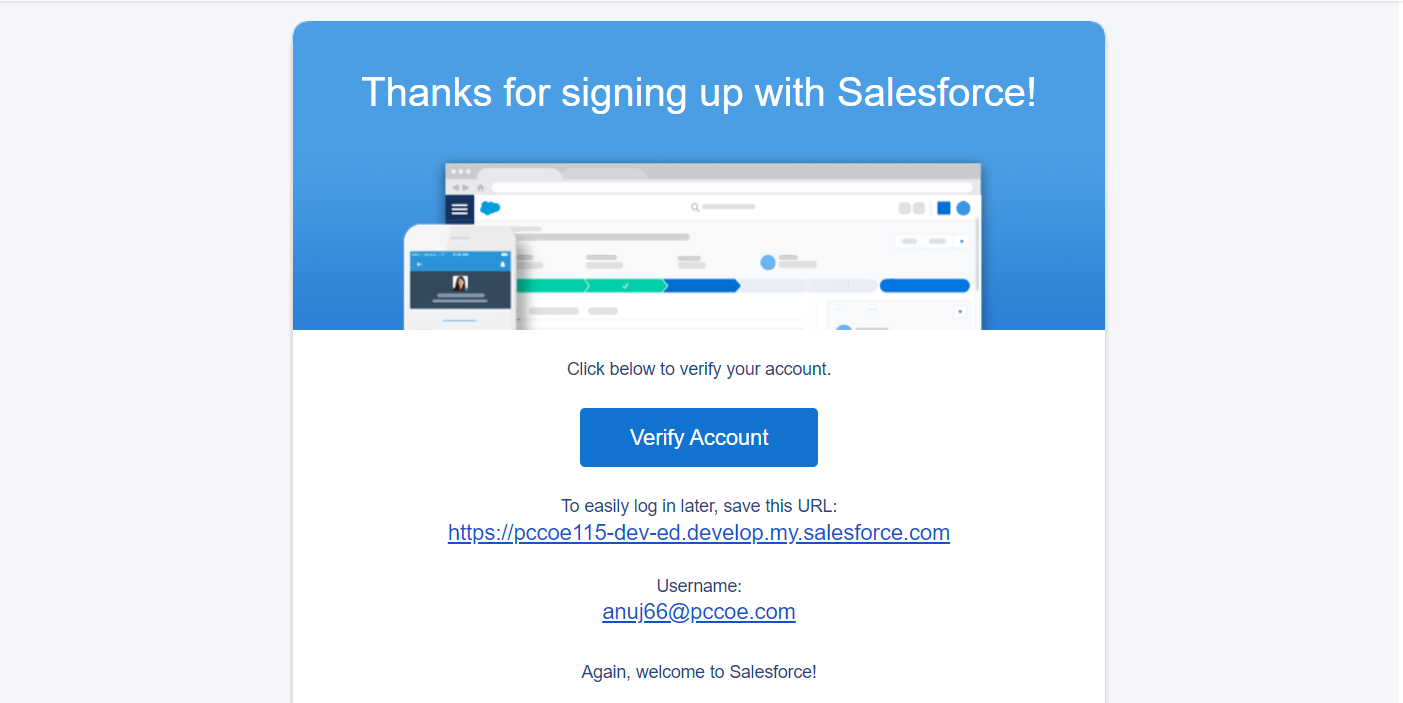 Thanks for signing up with Salesforce!
Click below to verify your account.
Verify Account
To easily log in later, save this URL:
https://pccoe115-dev-ed.develop.my.salesforce.com
Username:
anuj66@pccoe.com
Again, welcome to Salesforce!